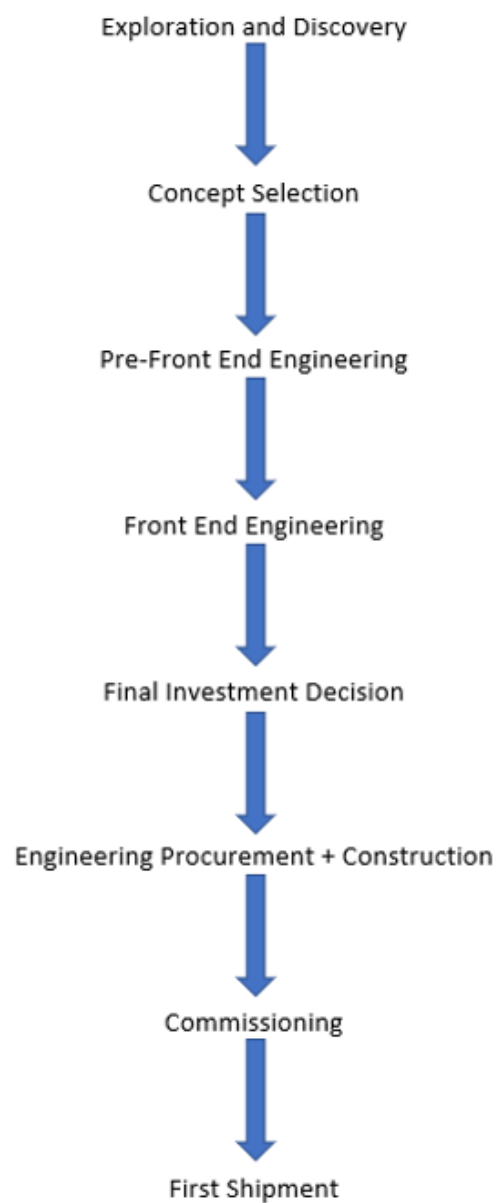 Exploration and Discovery
Concept Selection
Pre-Front End Engineering
Front End Engineering
Final Investment Decision
Engineering Procurement + Construction
Commissioning
First Shipment